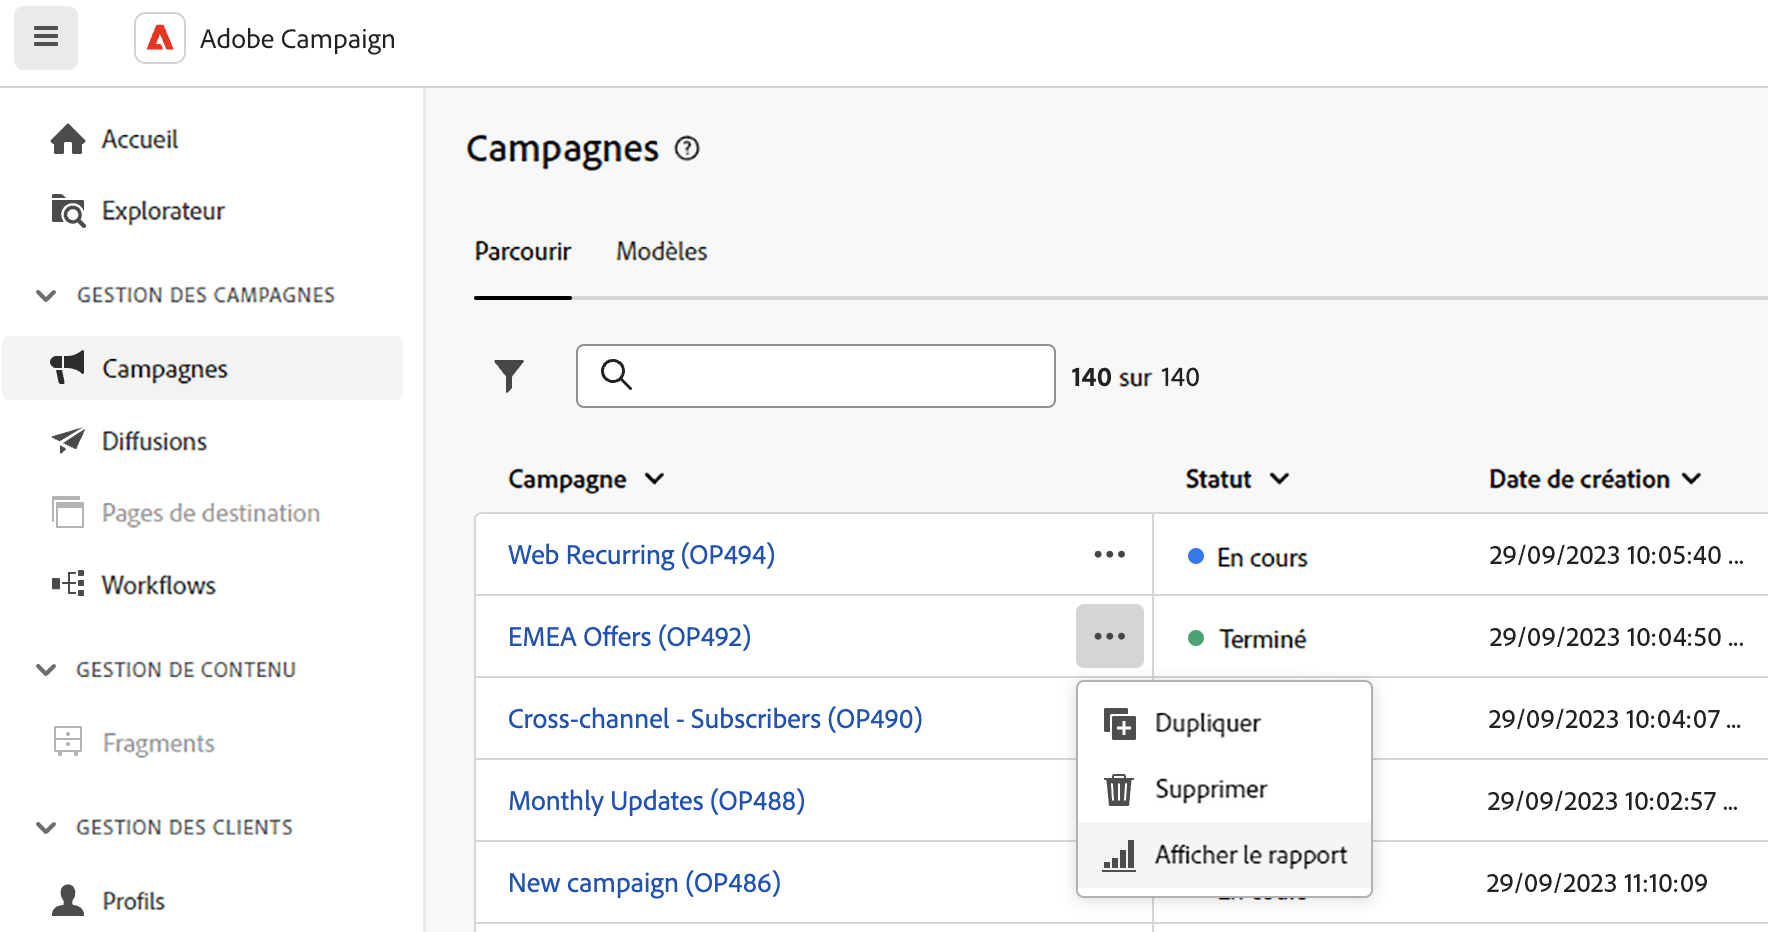 Adobe Campaign
Accueil
Explorateur
GESTION DES CAMPAGNES
Campagnes
Diffusions
Pages de destination
Workflows
GESTION DE CONTENU
Fragments
GESTION DES CLIENTS
Profils
Campagnes
Parcourir Modèles
140 sur 140
Campagne Statut Date de création
Web Recurring (OP494) En cours 29/09/2023 10:05:40 ...
EMEA Offers (OP492) Terminé 29/09/2023 10:04:50 ...
Cross-channel - Subscribers (OP490) 29/09/2023 10:04:07 ...
Monthly Updates (OP488) 29/09/2023 10:02:57 ...
New campaign (OP486) 29/09/2023 11:10:09
Dupliquer
Supprimer
Afficher le rapport